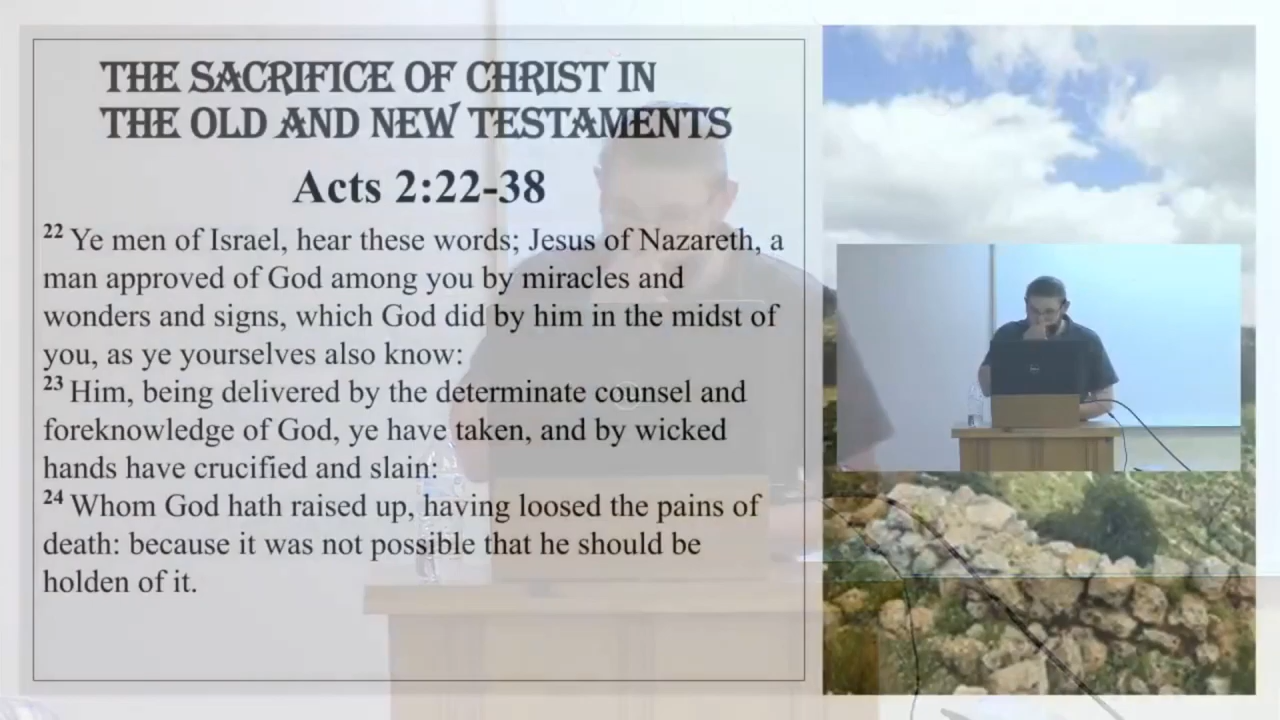 THE SACRIFICE OF CHRIST IN
THE OLD AND NEW TESTAMENTS
Acts 2:22-38
22 Ye men of Israel, hear these words; Jesus of Nazareth, a
man approved of God among you by miracles and
wonders and signs, which God did by him in the midst of
you, as ye yourselves also know:
23 Him, being delivered by the determinate counsel and
foreknowledge of God, ye have taken, and by wicked
hands have crucified and slain:
24 Whom God hath raised up, having loosed the pains of
death: because it was not possible that he should be
holden of it.